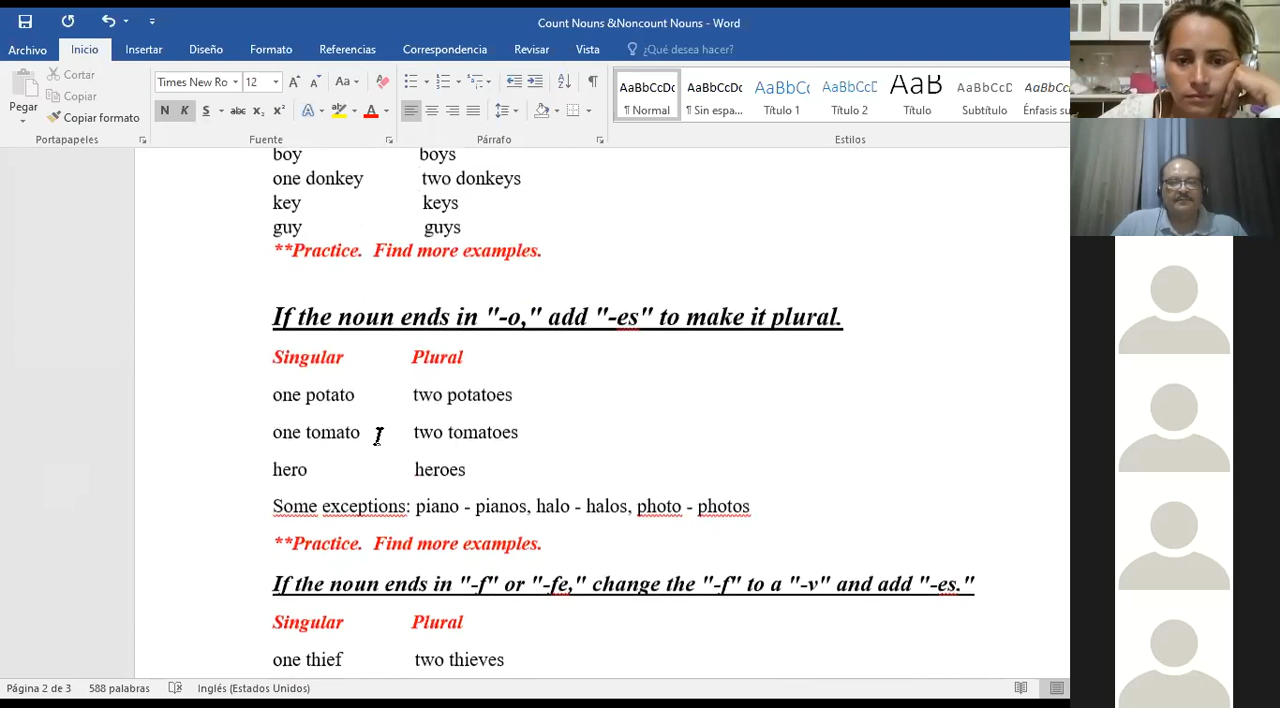 Count Nouns &Noncount Nouns - Word
Archivo Inicio Insertar Diseño Formato Referencias Correspondencia Revisar Vista ¿Qué desea hacer?
Pegar
Cortar
Copiar
Copiar formato
Portapapeles
Times New Ro 12
Aa
N K S abc x₂ x²
Fuente
Párrafo
AaBbCcDc AaBbCcDc AaBbCc AaBbCcD AaB AaBbCcD AaBbCcDt
¶ Normal ¶ Sin espa... Título 1 Título 2 Título Subtítulo Énfasis su
Estilos
boy boys
one donkey two donkeys
key keys
guy guys
**Practice. Find more examples.
If the noun ends in "-o," add "-es" to make it plural.
Singular Plural
one potato two potatoes
one tomato two tomatoes
hero heroes
Some exceptions: piano - pianos, halo - halos, photo - photos
**Practice. Find more examples.
If the noun ends in "-f" or "-fe," change the "-f" to a "-v" and add "-es."
Singular Plural
one thief two thieves
Página 2 de 3 588 palabras Inglés (Estados Unidos)